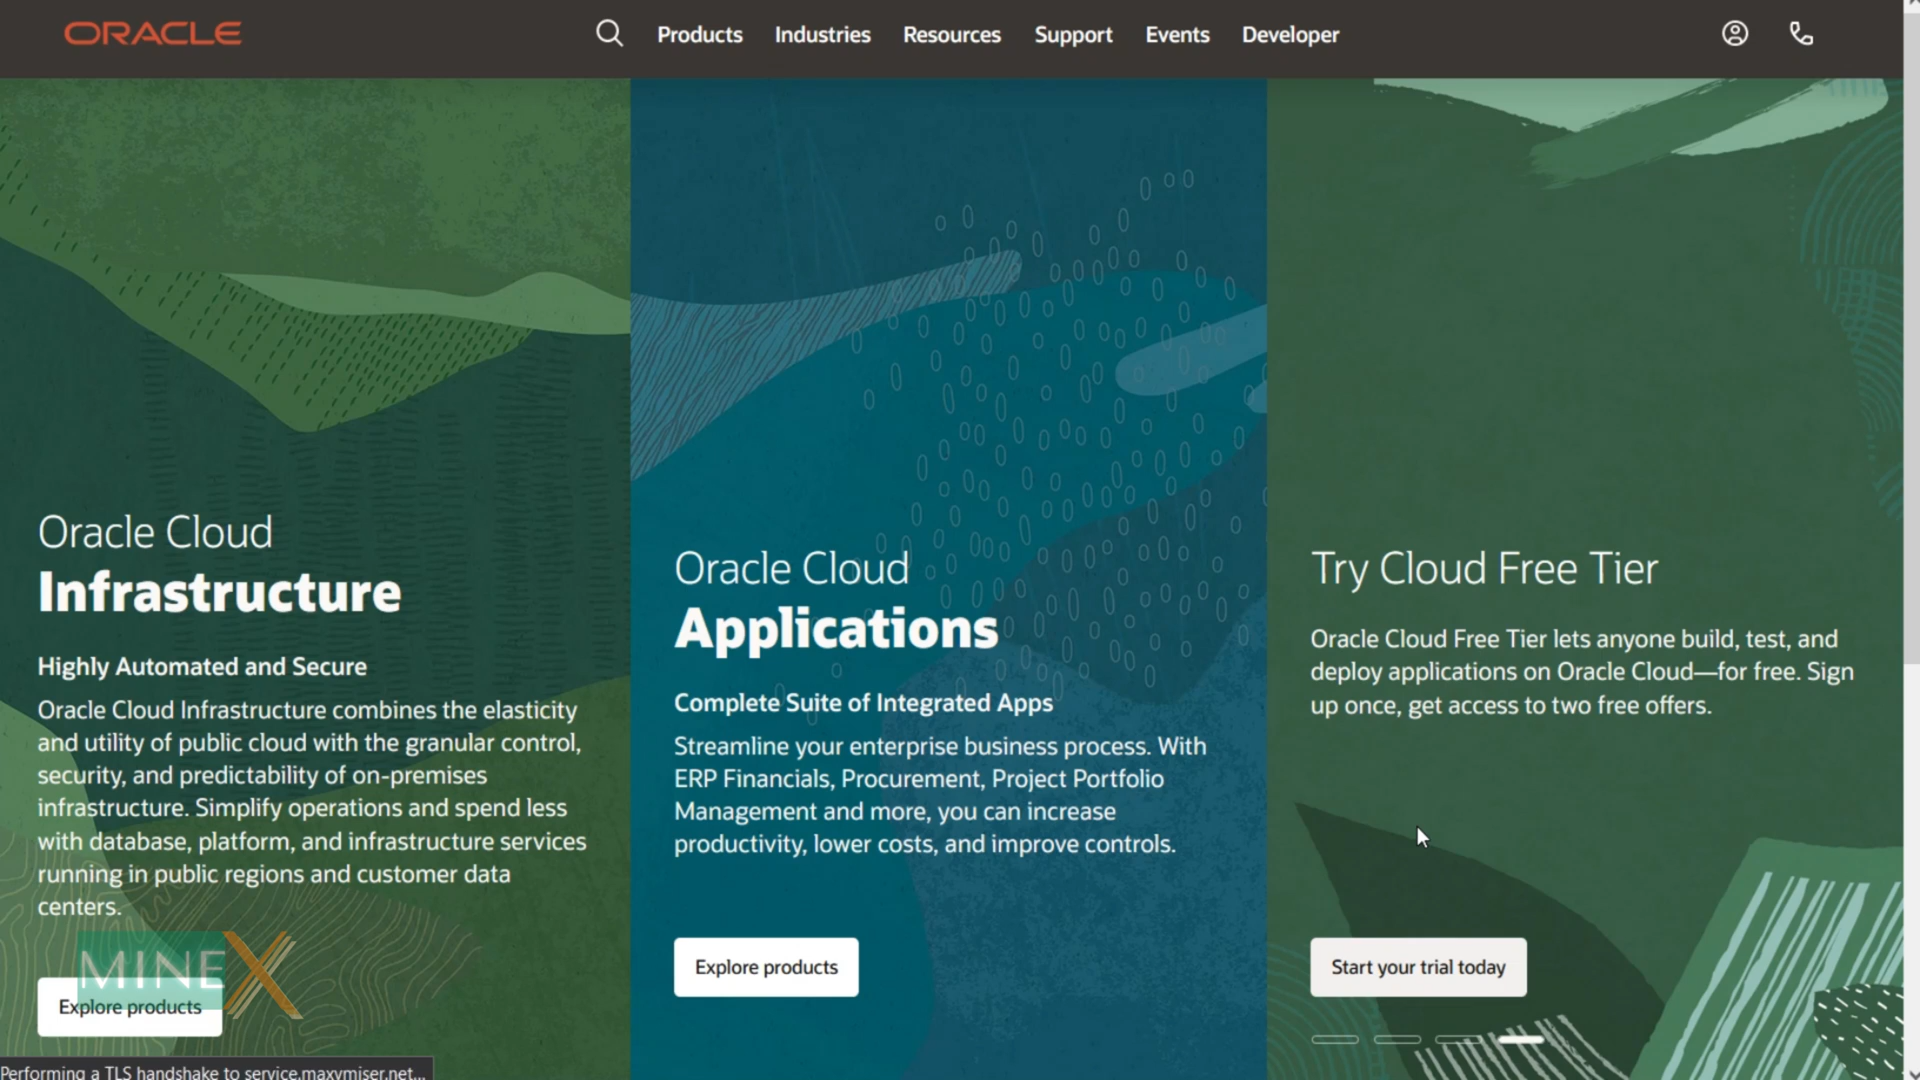 ORACLE
Products Industries Resources Support Events Developer
Oracle Cloud
Infrastructure
Highly Automated and Secure
Oracle Cloud Infrastructure combines the elasticity
and utility of public cloud with the granular control,
security, and predictability of on-premises
infrastructure. Simplify operations and spend less
with database, platform, and infrastructure services
running in public regions and customer data
centers.
Explore products
MINEX
Oracle Cloud
Applications
Complete Suite of Integrated Apps
Streamline your enterprise business process. With
ERP Financials, Procurement, Project Portfolio
Management and more, you can increase
productivity, lower costs, and improve controls.
Explore products
Try Cloud Free Tier
Oracle Cloud Free Tier lets anyone build, test, and
deploy applications on Oracle Cloud—for free. Sign
up once, get access to two free offers.
Start your trial today
Performing a TLS handshake to service.maxymiser.net...